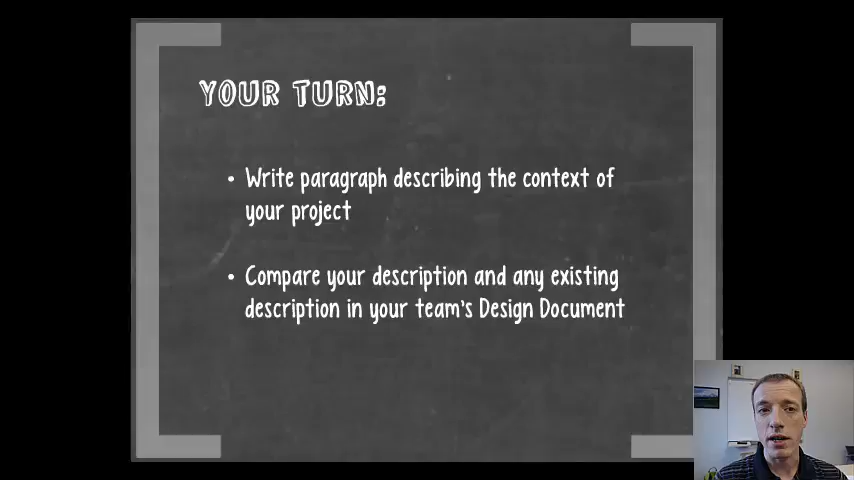 YOUR TURN:
• Write paragraph describing the context of
your project
• Compare your description and any existing
description in your team's Design Document